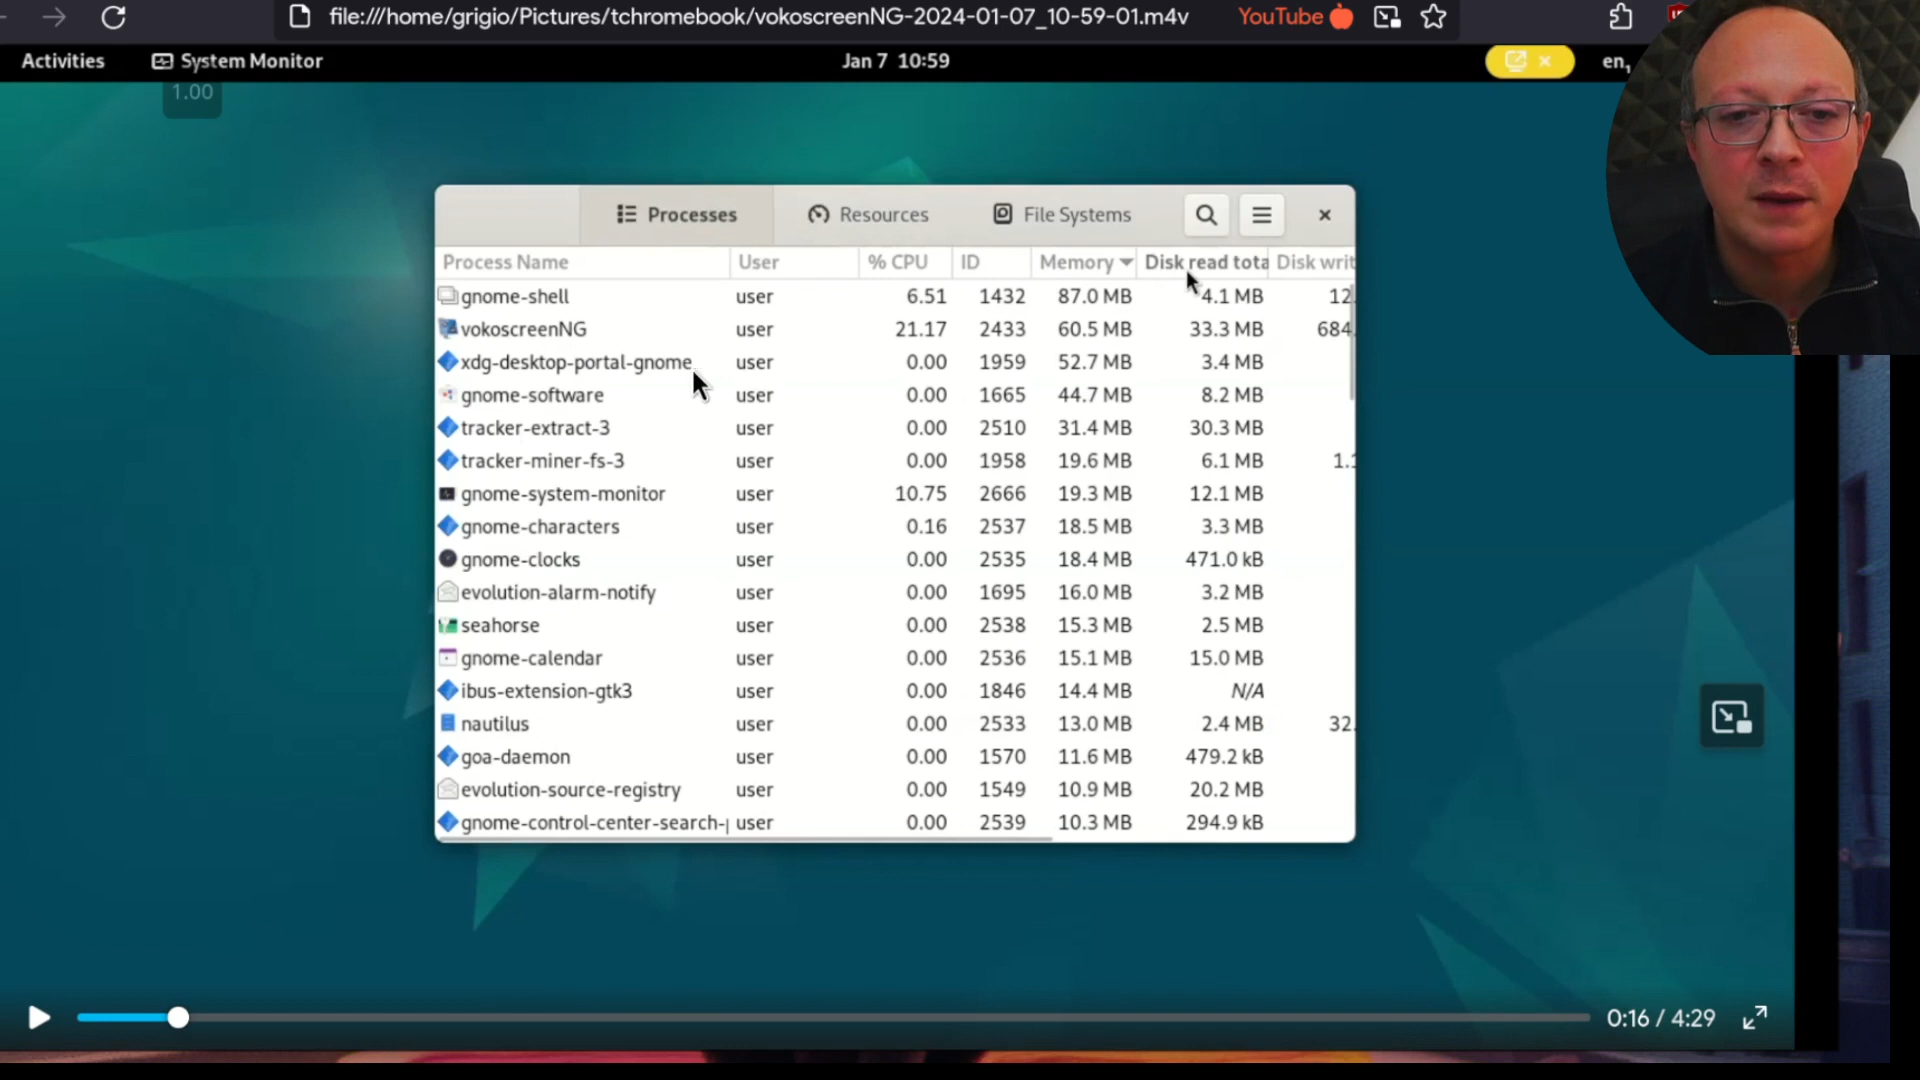 file:///home/grigio/Pictures/tchromebook/vokoscreenNG-2024-01-07_10-59-01.m4v YouTube
Activities System Monitor Jan 7 10:59 en,
1.00
Processes Resources File Systems
Process Name User % CPU ID Memory Disk read tota Disk writ
gnome-shell user 6.51 1432 87.0 MB 4.1 MB 12.
vokoscreenNG user 21.17 2433 60.5 MB 33.3 MB 684.
xdg-desktop-portal-gnome user 0.00 1959 52.7 MB 3.4 MB
gnome-software user 0.00 1665 44.7 MB 8.2 MB
tracker-extract-3 user 0.00 2510 31.4 MB 30.3 MB
tracker-miner-fs-3 user 0.00 1958 19.6 MB 6.1 MB 1.1
gnome-system-monitor user 10.75 2666 19.3 MB 12.1 MB
gnome-characters user 0.16 2537 18.5 MB 3.3 MB
gnome-clocks user 0.00 2535 18.4 MB 471.0 kB
evolution-alarm-notify user 0.00 1695 16.0 MB 3.2 MB
seahorse user 0.00 2538 15.3 MB 2.5 MB
gnome-calendar user 0.00 2536 15.1 MB 15.0 MB
ibus-extension-gtk3 user 0.00 1846 14.4 MB N/A
nautilus user 0.00 2533 13.0 MB 2.4 MB 32.
goa-daemon user 0.00 1570 11.6 MB 479.2 kB
evolution-source-registry user 0.00 1549 10.9 MB 20.2 MB
gnome-control-center-search-p user 0.00 2539 10.3 MB 294.9 kB
0:16 / 4:29